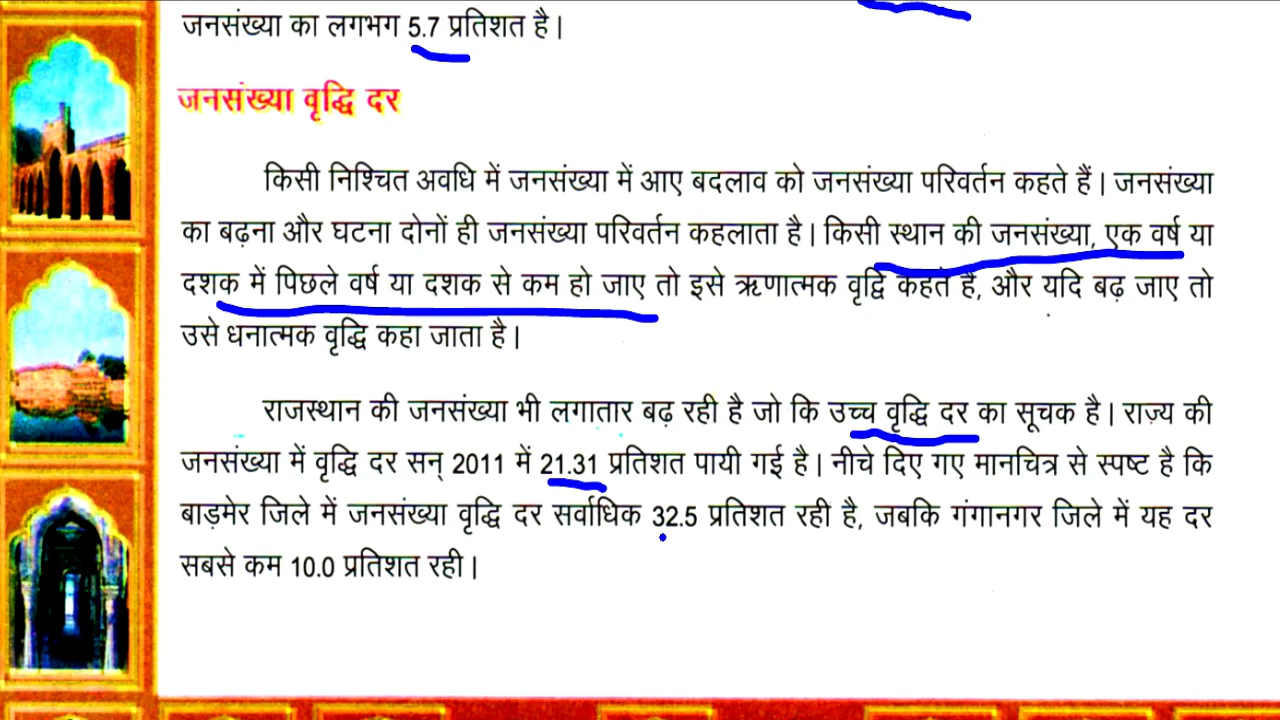 जनसंख्या का लगभग 5.7 प्रतिशत है।
जनसंख्या वृद्धि दर
किसी निश्चित अवधि में जनसंख्या में आए बदलाव को जनसंख्या परिवर्तन कहते हैं। जनसंख्या
का बढ़ना और घटना दोनों ही जनसंख्या परिवर्तन कहलाता है। किसी स्थान की जनसंख्या, एक वर्ष या
दशक में पिछले वर्ष या दशक से कम हो जाए तो इसे ऋणात्मक वृद्वि कहते है, और यदि बढ़ जाए तो
उसे धनात्मक वृद्धि कहा जाता है।
राजस्थान की जनसंख्या भी लगातार बढ़ रही है जो कि उच्च वृद्धि दर का सूचक है। राज्य की
जनसंख्या में वृद्धि दर सन् 2011 में 21.31 प्रतिशत पायी गई है। नीचे दिए गए मानचित्र से स्पष्ट है कि
बाड़मेर जिले में जनसंख्या वृद्धि दर सर्वाधिक 32.5 प्रतिशत रही है, जबकि गंगानगर जिले में यह दर
सबसे कम 10.0 प्रतिशत रही।